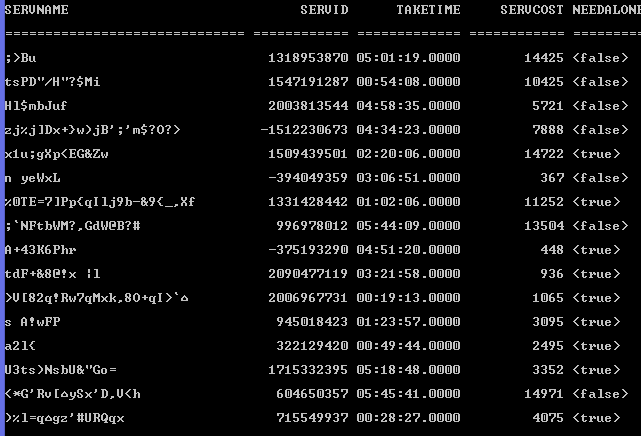 SERVNAME SERVID TAKETIME SERVCOST NEEDALONE
============================== ============ ============= ============ =========
;>Bu 1318953870 05:01:19.0000 14425 <false>
tsPD"/H"?$Mi 1547191287 00:54:08.0000 10425 <false>
Hl$mbJuf 2003813544 04:58:35.0000 5721 <false>
zj%j]Dx+}w)jB';'m$?O?> -1512230673 04:34:23.0000 7888 <false>
x1u;gXp<EG&Zw 1509439501 02:20:06.0000 14722 <true>
n yeWxL -394049359 03:06:51.0000 367 <false>
%0TE=7]Pp{qIlj9b-&9{_,Xf 1331428442 01:02:06.0000 11252 <true>
;`NFtbWM?,GdW@B?# 996978012 05:44:09.0000 13504 <false>
A+43K6Phr -375193290 04:51:20.0000 448 <true>
tdF+&8@!x |l 2090477119 03:21:58.0000 936 <true>
>V[82q!Rw7qMxk,8O+qI>`⌂ 2006967731 00:19:13.0000 1065 <true>
s A!wFP 945018423 01:23:57.0000 3095 <true>
a2l{ 322129420 00:49:44.0000 2495 <true>
U3ts)NsbU&"Go= 1715332395 05:18:48.0000 3352 <true>
<*G'Rv[⌂ySx'D,V<h 604650357 05:45:41.0000 14971 <false>
>%l=q⌂gz'#URQqx 715549937 00:28:27.0000 4075 <true>